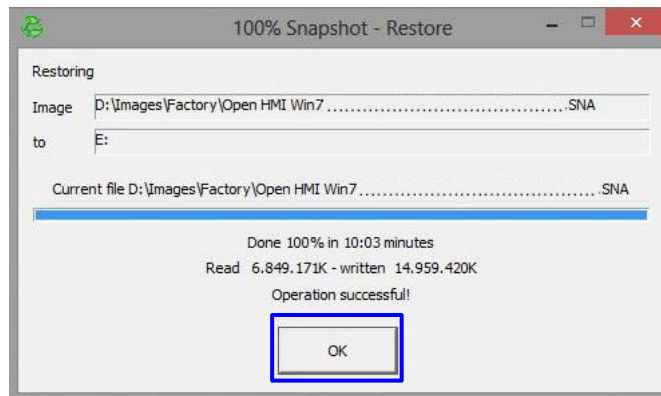 100% Snapshot - Restore
Restoring
Image D:\Images\Factory\Open HMI Win7 ........................................ .SNA
to E:
Current file D:\Images\Factory\Open HMI Win7........................................ .SNA
Done 100% in 10:03 minutes
Read 6.849.171K - written 14.959.420K
Operation successful!
OK